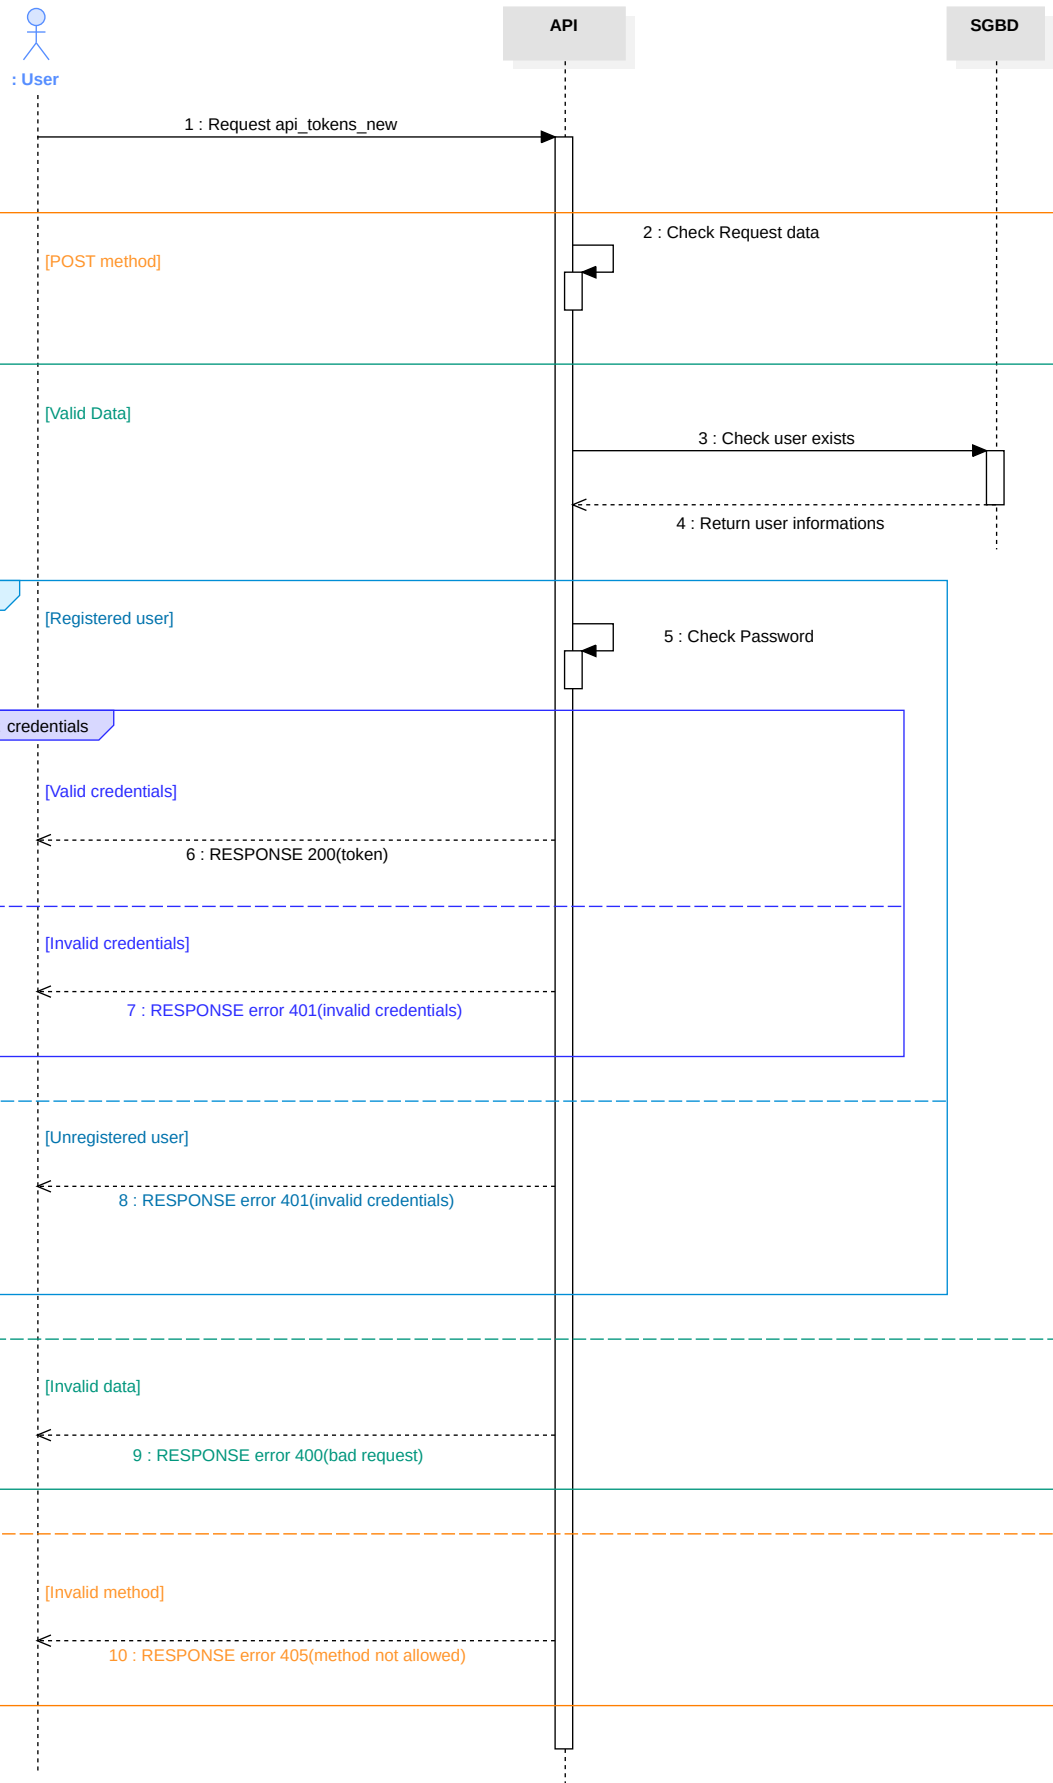 API
SGBD
: User
1 : Request api_tokens_new
2 : Check Request data
[POST method]
[Valid Data]
3 : Check user exists
4 : Return user informations
[Registered user]
5 : Check Password
credentials
[Valid credentials]
6 : RESPONSE 200(token)
[Invalid credentials]
7 : RESPONSE error 401(invalid credentials)
[Unregistered user]
8 : RESPONSE error 401(invalid credentials)
[Invalid data]
9 : RESPONSE error 400(bad request)
[Invalid method]
10 : RESPONSE error 405(method not allowed)